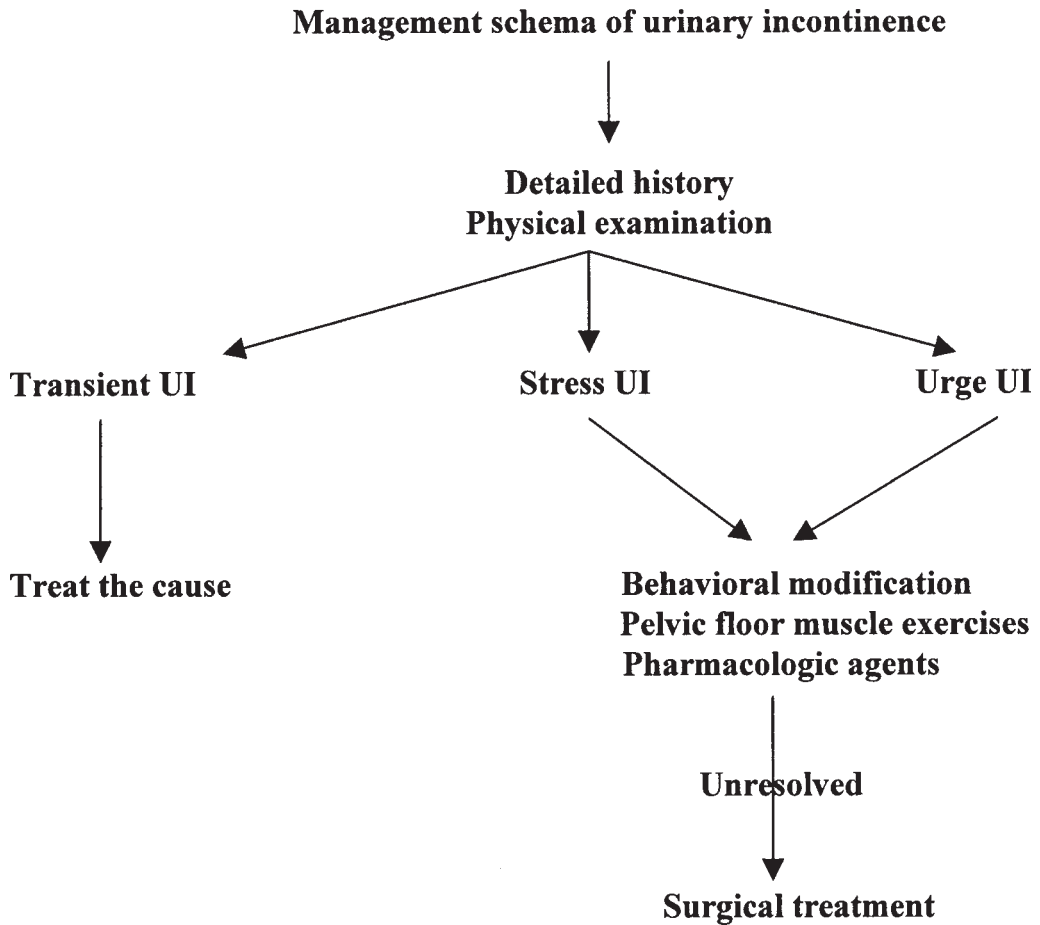 Management schema of urinary incontinence
Detailed history
Physical examination
Transient UI
Stress UI
Urge UI
Treat the cause
Behavioral modification
Pelvic floor muscle exercises
Pharmacologic agents
Unresolved
Surgical treatment